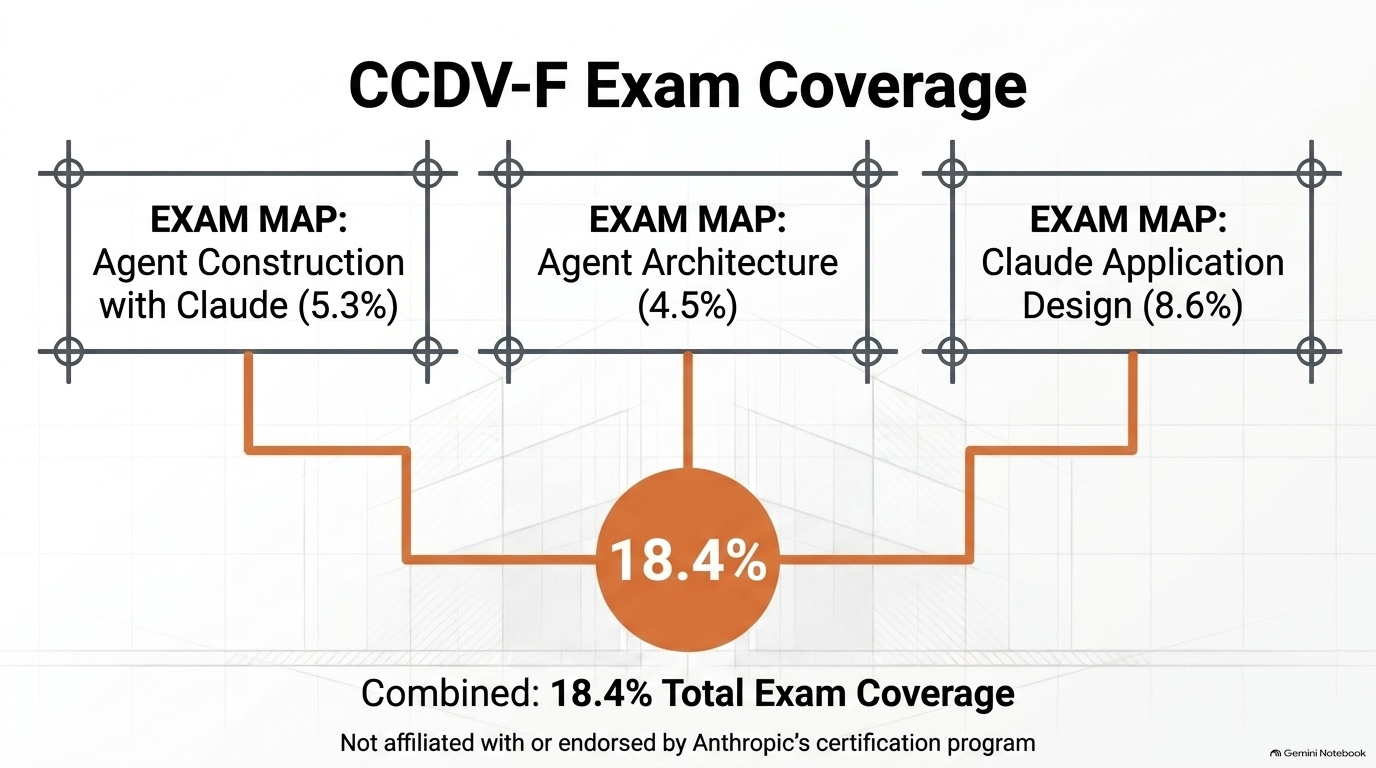 CCDV-F Exam Coverage
EXAM MAP:
Agent Construction
with Claude (5.3%)
EXAM MAP:
Agent Architecture
(4.5%)
EXAM MAP:
Claude Application
Design (8.6%)
18.4%
Combined: 18.4% Total Exam Coverage
Not affiliated with or endorsed by Anthropic's certification program
Gemini Notebook